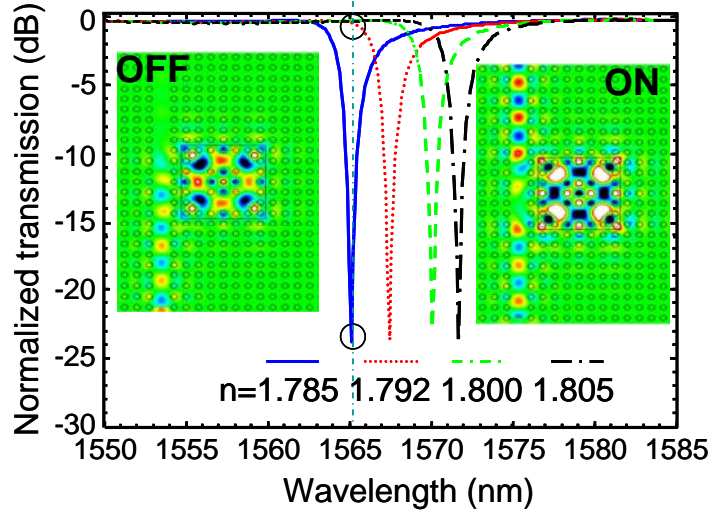 Normalized transmission (dB)
0
-5
-10
-15
-20
-25
-30
OFF
ON
n=1.785 1.792 1.800 1.805
1550 1555 1560 1565 1570 1575 1580 1585
Wavelength (nm)